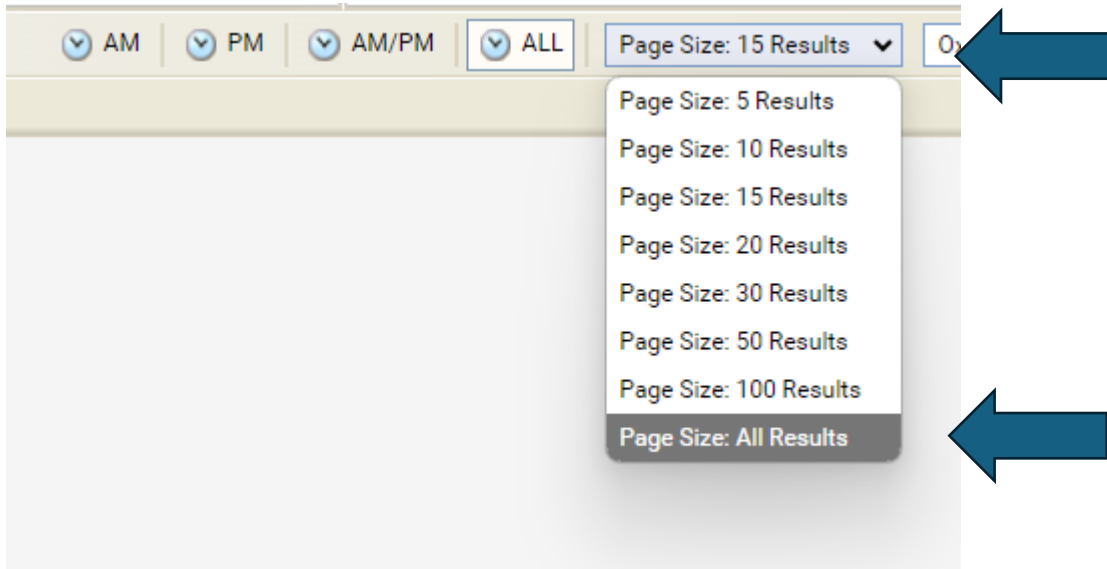 AM PM AM/PM ALL Page Size: 15 Results
Page Size: 5 Results
Page Size: 10 Results
Page Size: 15 Results
Page Size: 20 Results
Page Size: 30 Results
Page Size: 50 Results
Page Size: 100 Results
Page Size: All Results